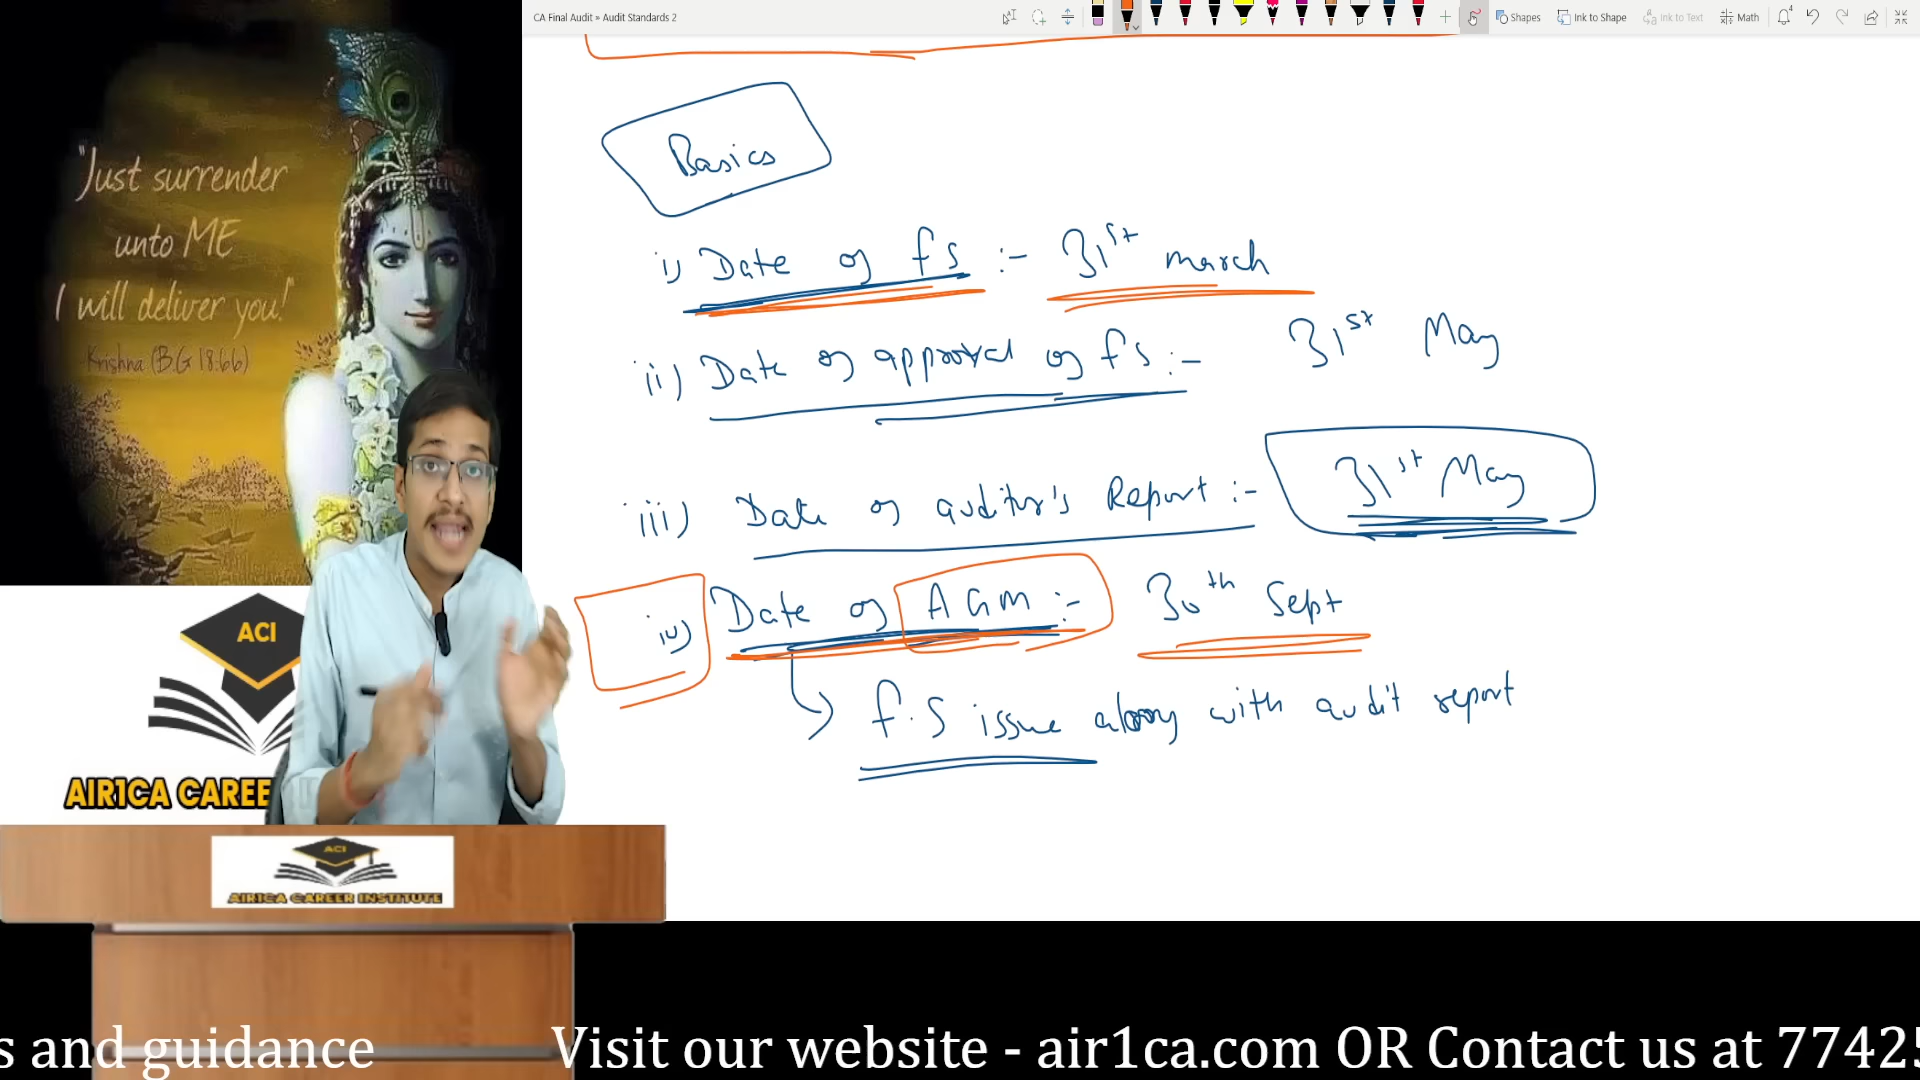 CA Final Audit » Audit Standards 2
Shapes
Ink to Shape
Ink to Text
Math
"Just surrender
unto ME
I will deliver you!"
Krishna (B.G 18.66)
Basics
i) Date of fs :- 31st march
ii) Date of approval of fs :- 31st May
iii) Date of auditor's Report :- 31st May
iv) Date of AGM :- 30th Sept
f.s issue along with audit report
ACI
AIR1CA CAREE
ACI
AIR1CA CAREER INSTITUTE
s and guidance Visit our website - air1ca.com OR Contact us at 7742